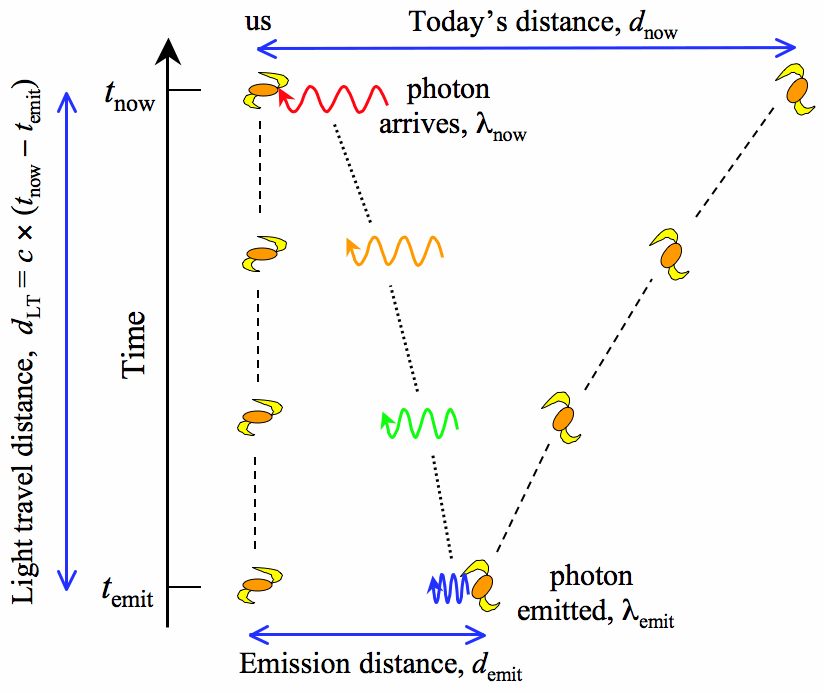 us
Today’s distance, dnow
tnow
photon
arrives, λnow
Light travel distance, dLT = c × (tnow − temit)
Time
temit
photon
emitted, λemit
Emission distance, demit